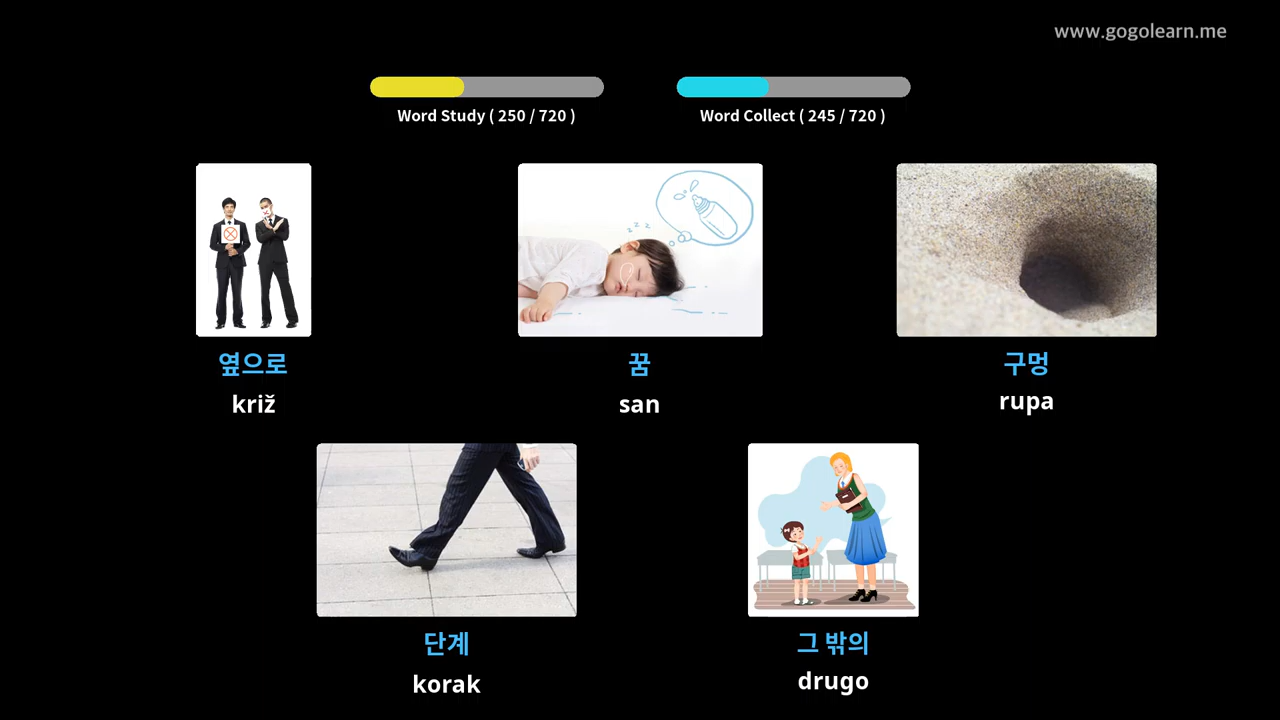 www.gogolearn.me
Word Study ( 250 / 720 )
Word Collect ( 245 / 720 )
옆으로
križ
꿈
san
구멍
rupa
단계
korak
그 밖의
drugo